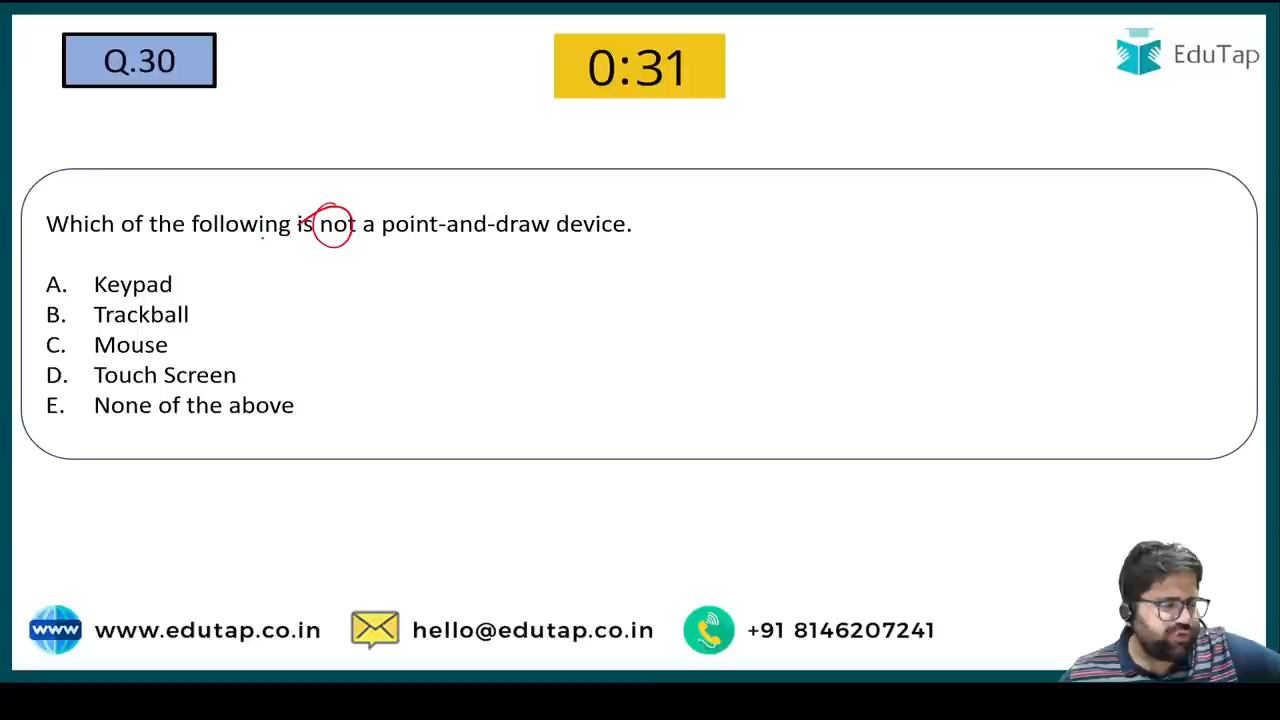 Q.30
0:31
EduTap
Which of the following is not a point-and-draw device.
A. Keypad
B. Trackball
C. Mouse
D. Touch Screen
E. None of the above
www www.edutap.co.in hello@edutap.co.in +91 8146207241